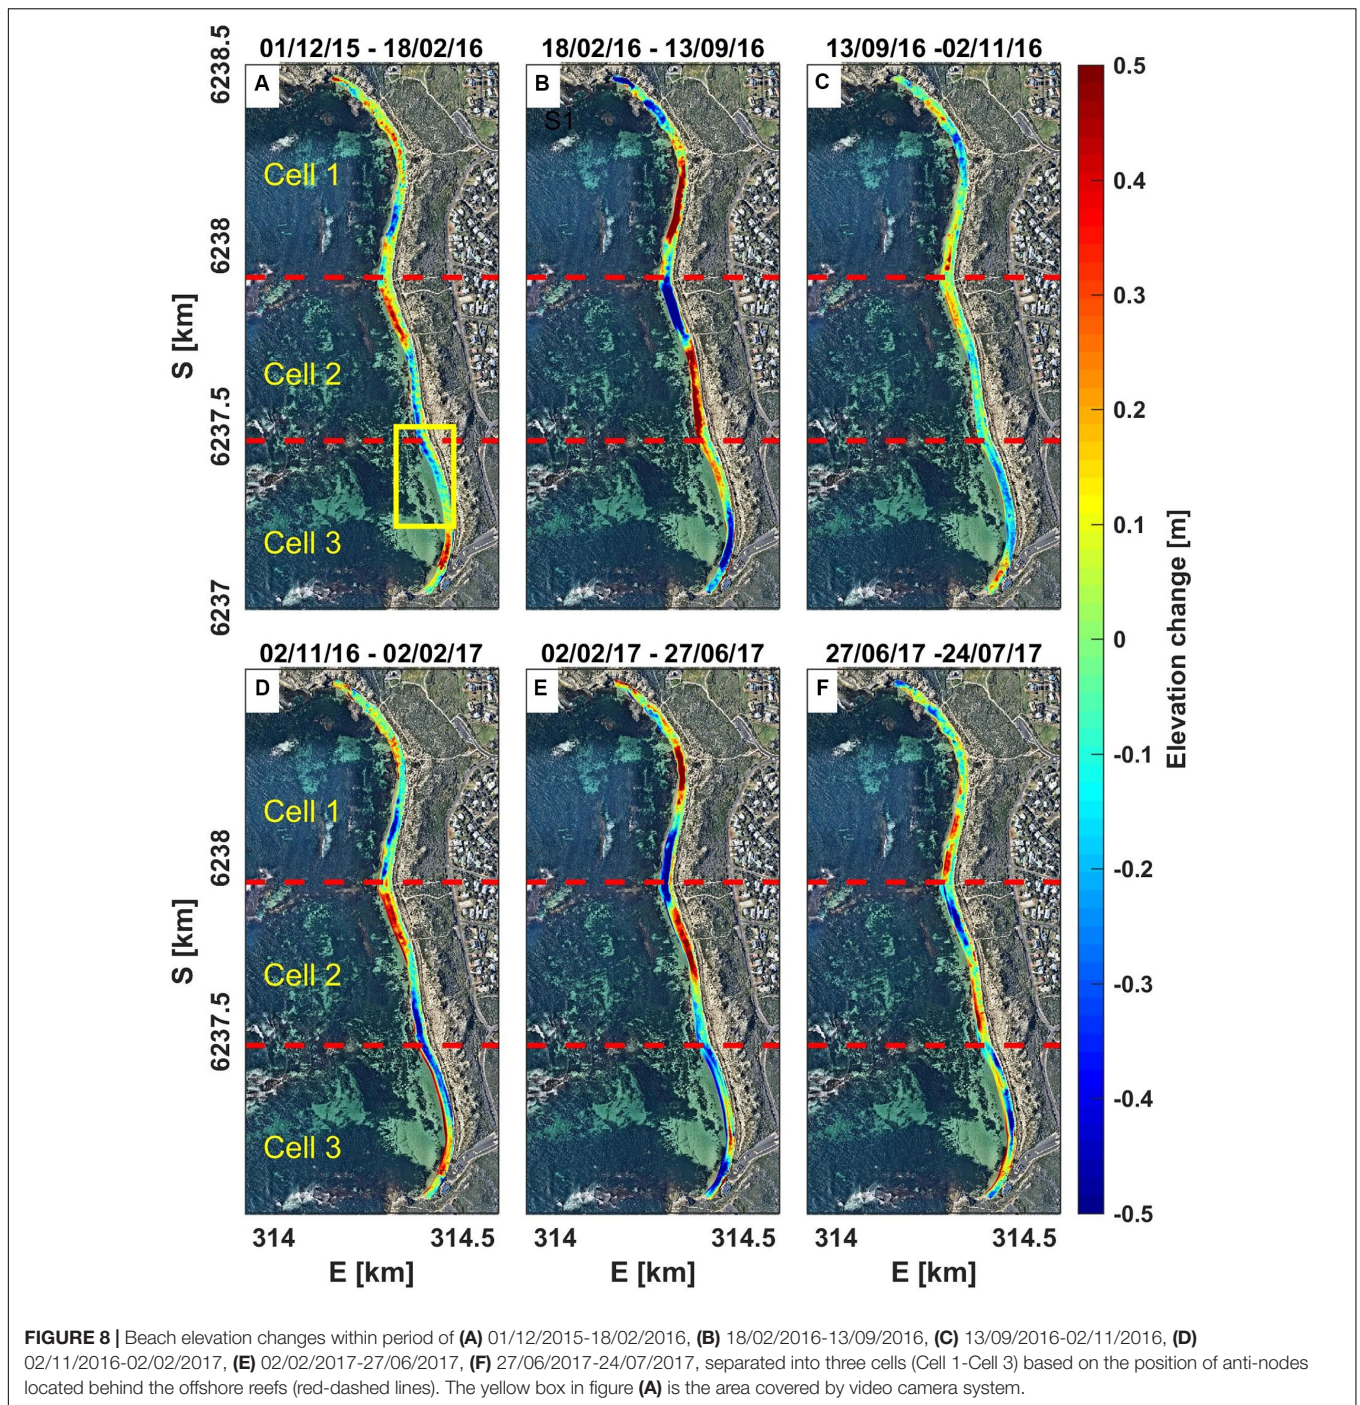 01/12/15 - 18/02/16
18/02/16 - 13/09/16
13/09/16 -02/11/16
A
B
C
S1
Cell 1
Cell 2
Cell 3
6238.5
6238
6237.5
6237
S [km]
02/11/16 - 02/02/17
02/02/17 - 27/06/17
27/06/17 -24/07/17
D
E
F
Cell 1
Cell 2
Cell 3
6238
6237.5
S [km]
314
314.5
314
314.5
314
314.5
E [km]
E [km]
E [km]
0.5
0.4
0.3
0.2
0.1
0
-0.1
-0.2
-0.3
-0.4
-0.5
Elevation change [m]
FIGURE 8 | Beach elevation changes within period of (A) 01/12/2015-18/02/2016, (B) 18/02/2016-13/09/2016, (C) 13/09/2016-02/11/2016, (D)
02/11/2016-02/02/2017, (E) 02/02/2017-27/06/2017, (F) 27/06/2017-24/07/2017, separated into three cells (Cell 1-Cell 3) based on the position of anti-nodes
located behind the offshore reefs (red-dashed lines). The yellow box in figure (A) is the area covered by video camera system.